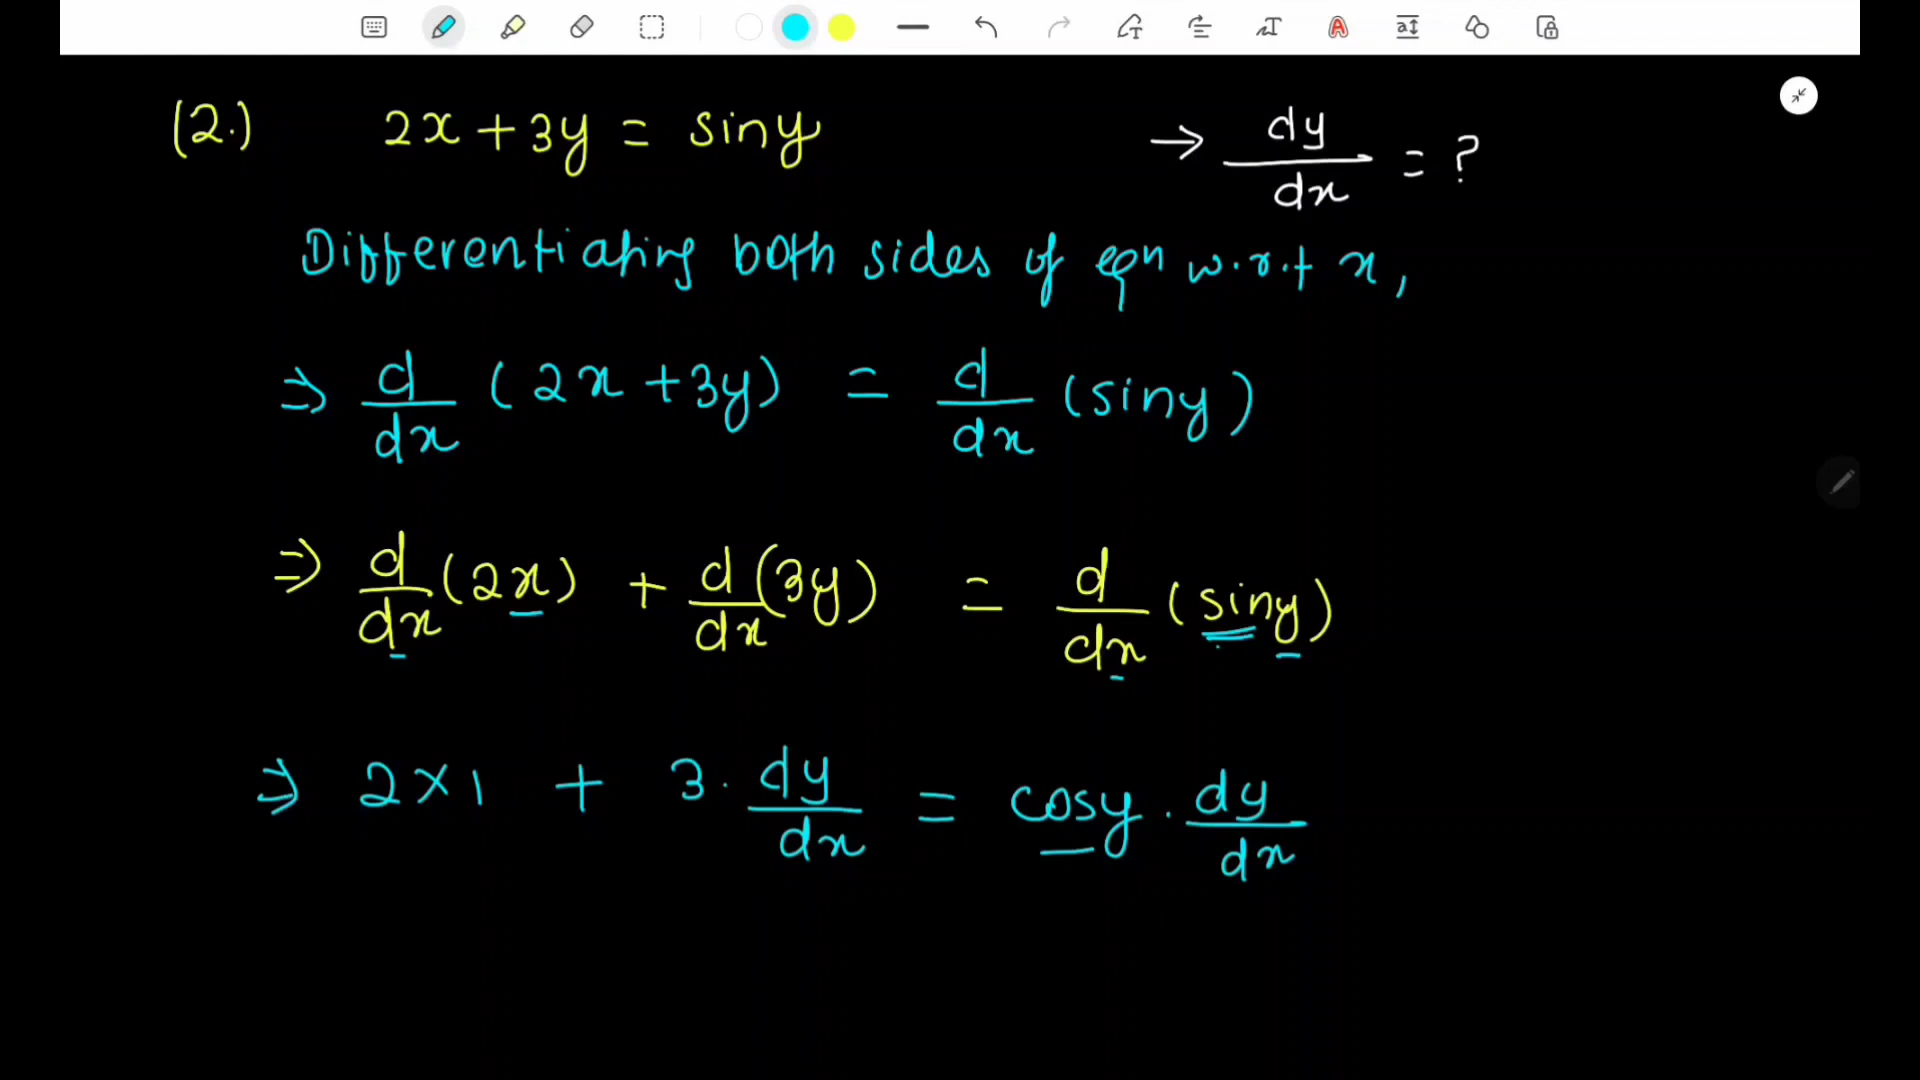 (2.) 2x + 3y = siny → dy/dx = ?
Differentiating both sides of eqn w.r.t x,
⇒ d/dx (2x + 3y) = d/dx (siny)
⇒ d/dx (2x) + d/dx (3y) = d/dx (siny)
⇒ 2 × 1 + 3 · dy/dx = cosy · dy/dx